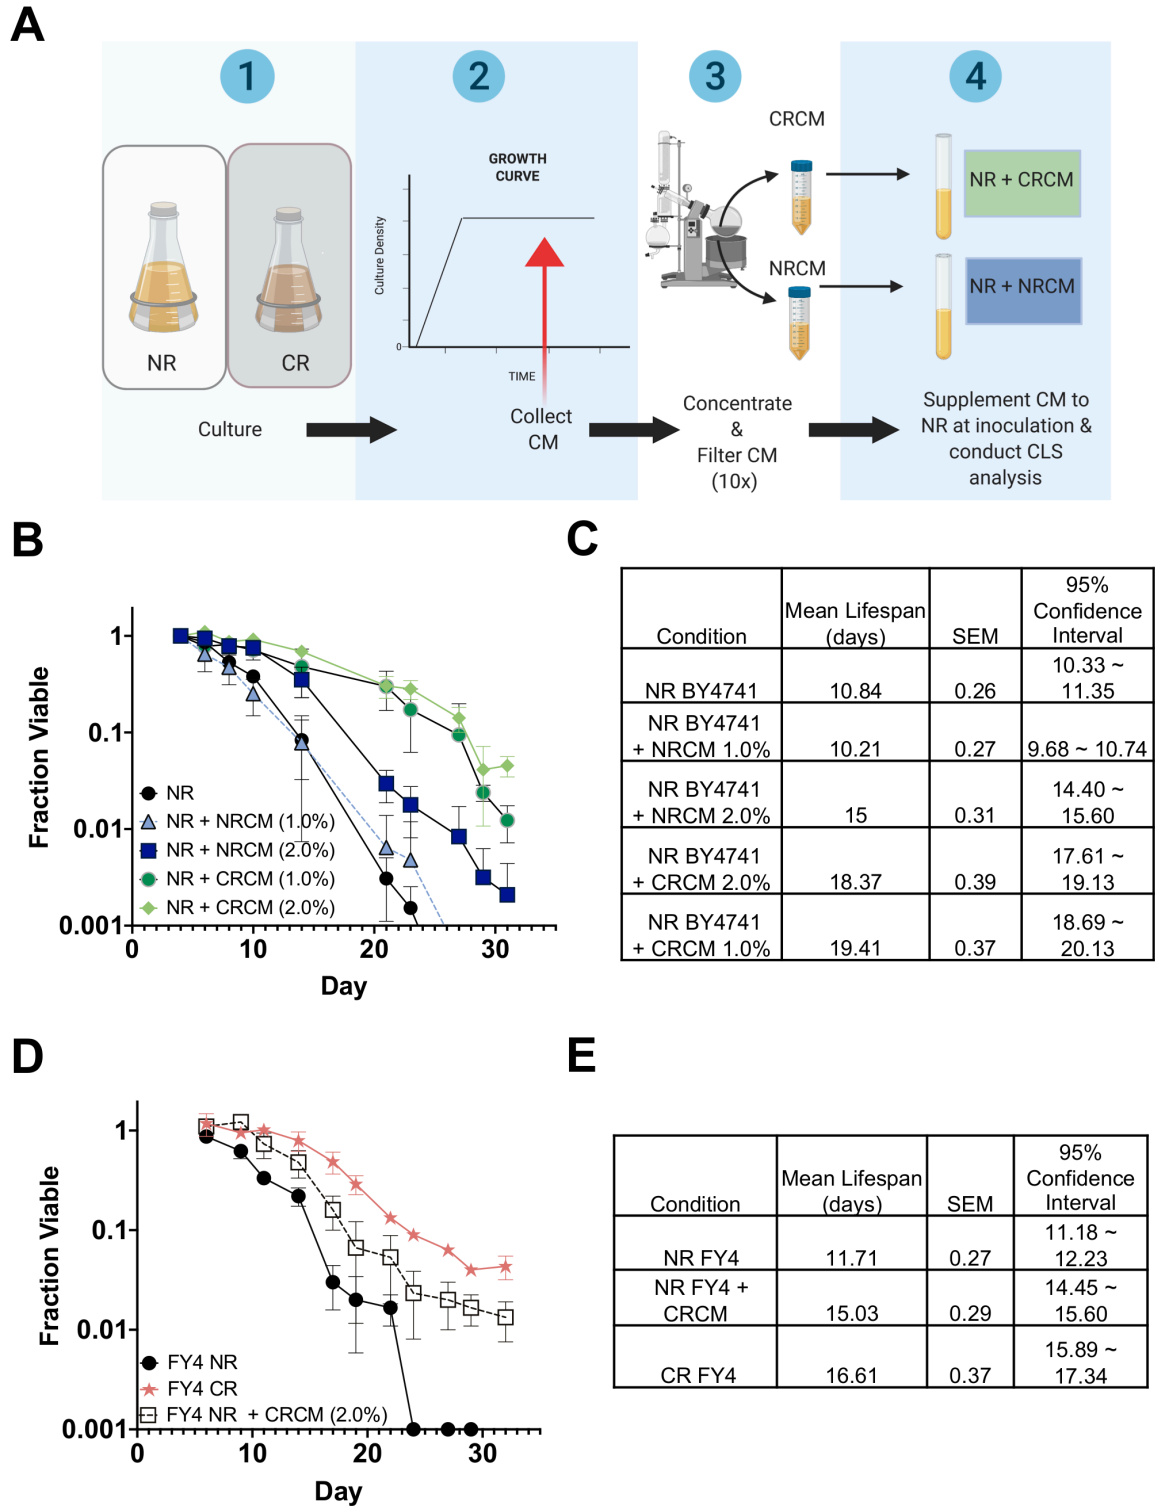 A
1
2
3
4
NR
CR
Culture
GROWTH
CURVE
Culture Density
0
TIME
Collect
CM
CRCM
NRCM
Concentrate
&
Filter CM
(10x)
NR + CRCM
NR + NRCM
Supplement CM to
NR at inoculation &
conduct CLS
analysis
B
Fraction Viable
1
0.1
0.01
0.001
NR
NR + NRCM (1.0%)
NR + NRCM (2.0%)
NR + CRCM (1.0%)
NR + CRCM (2.0%)
0 10 20 30
Day
C
Condition
Mean Lifespan
(days)
SEM
95%
Confidence
Interval
NR BY4741
10.84
0.26
10.33 ~
11.35
NR BY4741
+ NRCM 1.0%
10.21
0.27
9.68 ~ 10.74
NR BY4741
+ NRCM 2.0%
15
0.31
14.40 ~
15.60
NR BY4741
+ CRCM 2.0%
18.37
0.39
17.61 ~
19.13
NR BY4741
+ CRCM 1.0%
19.41
0.37
18.69 ~
20.13
D
Fraction Viable
1
0.1
0.01
0.001
FY4 NR
FY4 CR
FY4 NR + CRCM (2.0%)
0 10 20 30
Day
E
Condition
Mean Lifespan
(days)
SEM
95%
Confidence
Interval
NR FY4
11.71
0.27
11.18 ~
12.23
NR FY4 +
CRCM
15.03
0.29
14.45 ~
15.60
CR FY4
16.61
0.37
15.89 ~
17.34